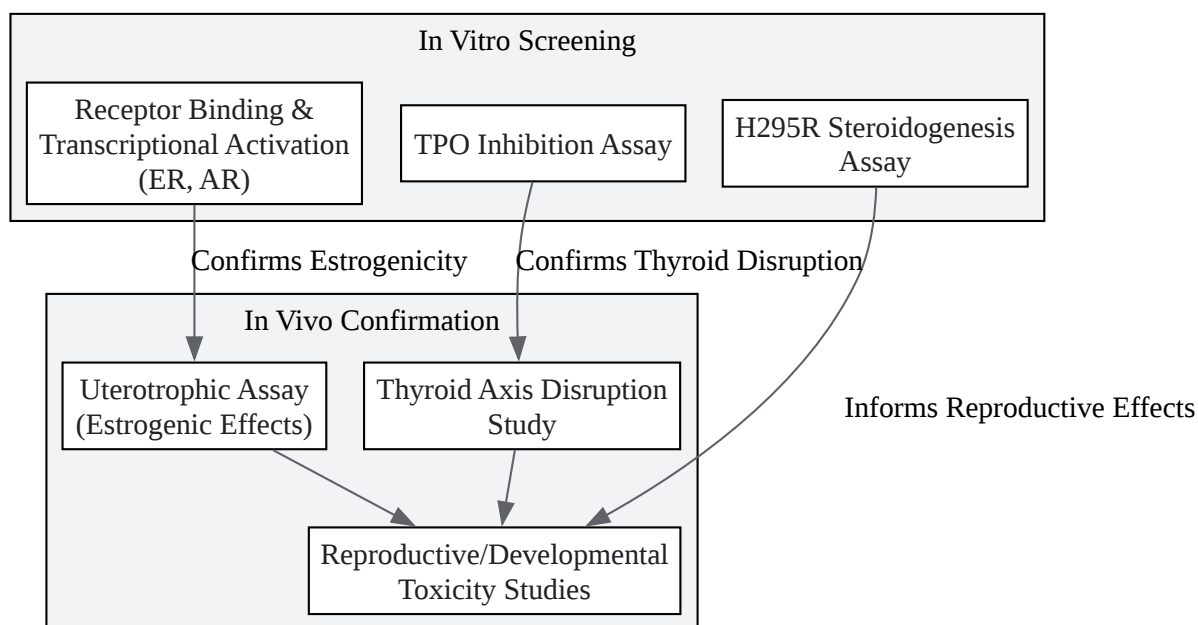 In Vitro Screening
Receptor Binding &
Transcriptional Activation
(ER, AR)
TPO Inhibition Assay
H295R Steroidogenesis
Assay
Confirms Estrogenicity
Confirms Thyroid Disruption
In Vivo Confirmation
Uterotrophic Assay
(Estrogenic Effects)
Thyroid Axis Disruption
Study
Informs Reproductive Effects
Reproductive/Developmental
Toxicity Studies